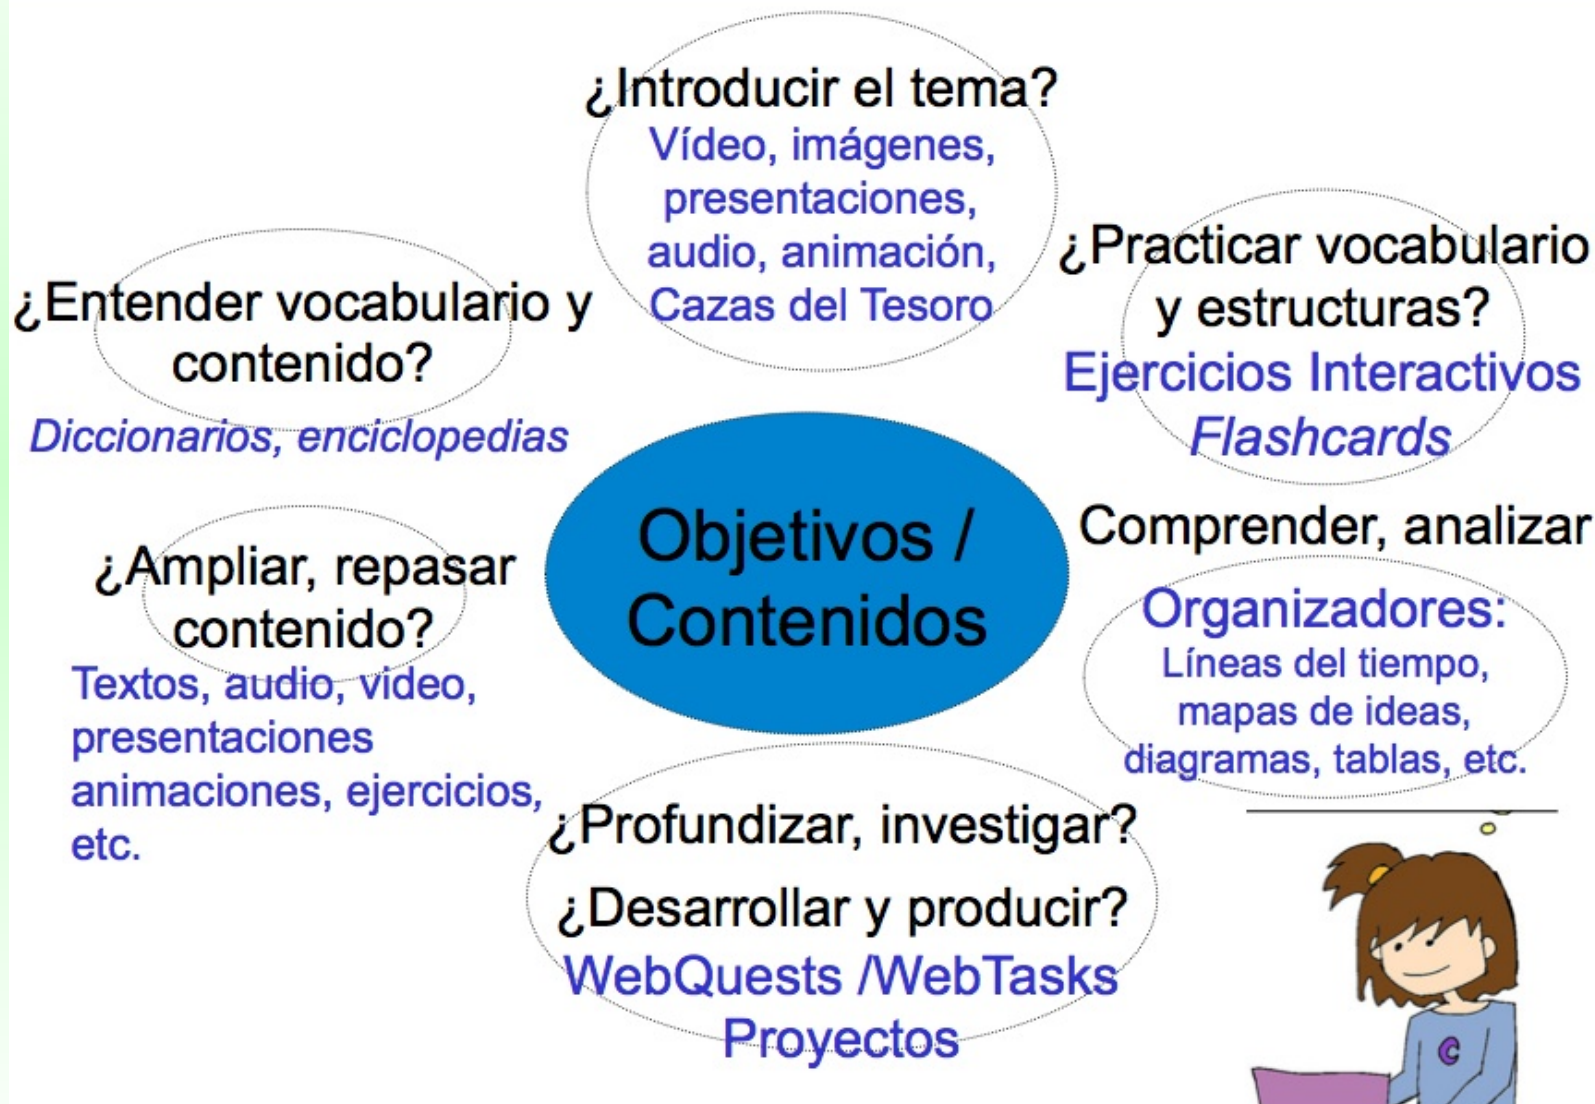 ¿Introducir el tema?
Vídeo, imágenes,
presentaciones,
audio, animación,
Cazas del Tesoro
¿Practicar vocabulario
y estructuras?
Ejercicios Interactivos
Flashcards
¿Entender vocabulario y
contenido?
Diccionarios, enciclopedias
Objetivos /
Contenidos
Comprender, analizar
Organizadores:
Líneas del tiempo,
mapas de ideas,
diagramas, tablas, etc.
¿Ampliar, repasar
contenido?
Textos, audio, video,
presentaciones
animaciones, ejercicios,
etc.
¿Profundizar, investigar?
¿Desarrollar y producir?
WebQuests /WebTasks
Proyectos
C